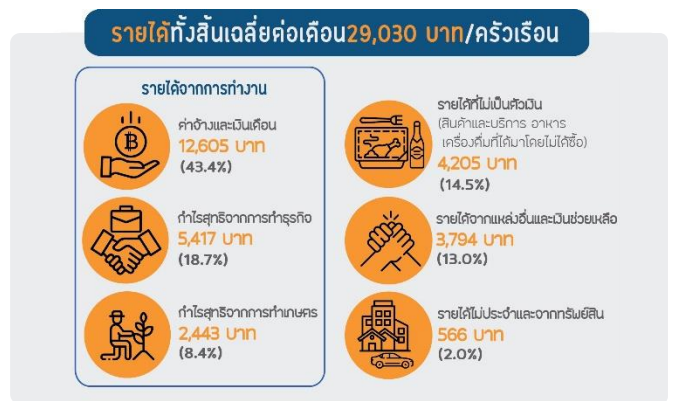 รายได้ทั้งสิ้นเฉลี่ยต่อเดือน29,030 บาท/ครัวเรือน
รายได้จากการทำงาน
ค่าจ้างและเงินเดือน
12,605 บาท
(43.4%)
กำไรสุทธิจากการทำธุรกิจ
5,417 บาท
(18.7%)
กำไรสุทธิจากการทำเกษตร
2,443 บาท
(8.4%)
รายได้ที่ไม่เป็นตัวเงิน
(สินค้าและบริการ อาหาร
เครื่องดื่มที่ได้มาโดยไม่ได้ซื้อ)
4,205 บาท
(14.5%)
รายได้จากแหล่งอื่นและเงินช่วยเหลือ
3,794 บาท
(13.0%)
รายได้ไม่ประจำและจากทรัพย์สิน
566 บาท
(2.0%)